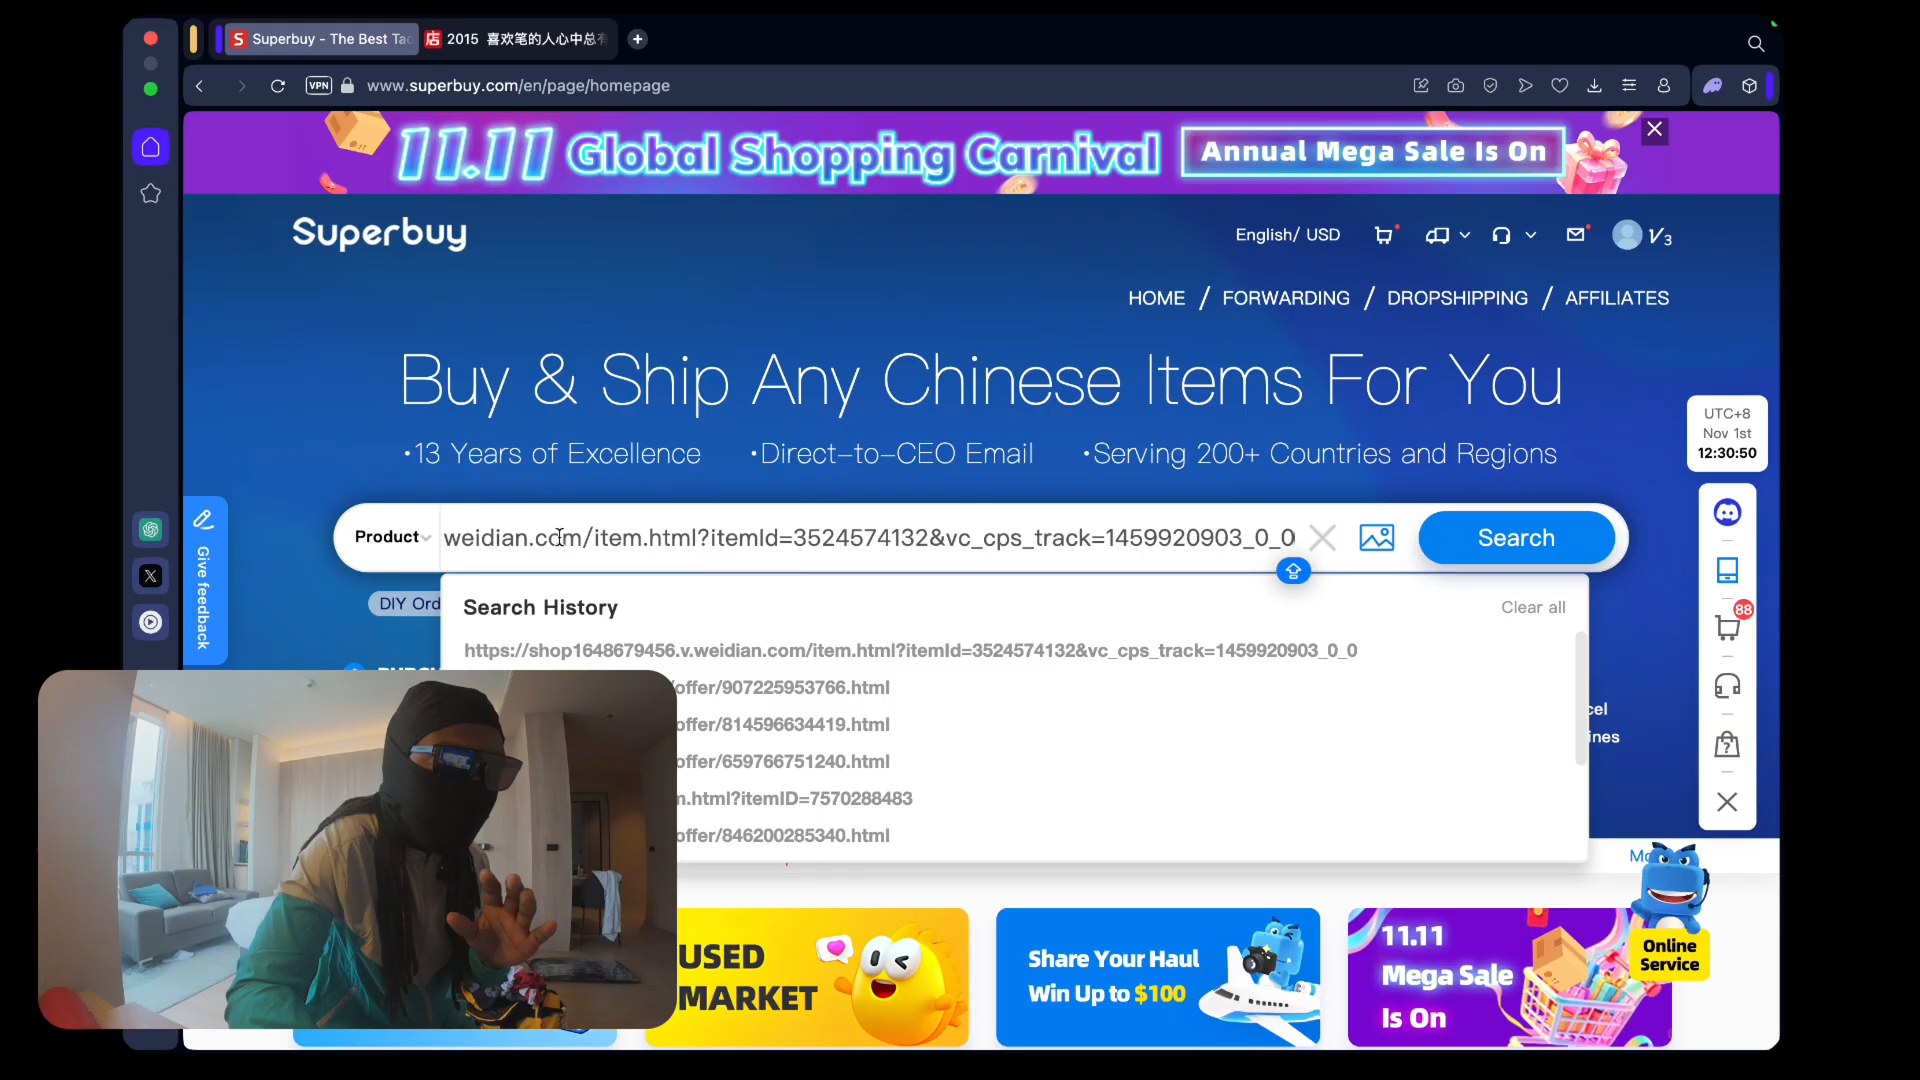 Superbuy - The Best Tao
2015 喜欢笔的人心中总有
VPN
www.superbuy.com/en/page/homepage
11.11 Global Shopping Carnival
Annual Mega Sale Is On
Superbuy
English/ USD
V3
HOME / FORWARDING / DROPSHIPPING / AFFILIATES
Buy & Ship Any Chinese Items For You
•13 Years of Excellence •Direct-to-CEO Email •Serving 200+ Countries and Regions
UTC+8
Nov 1st
12:30:50
Give feedback
Product
weidian.com/item.html?itemId=3524574132&vc_cps_track=1459920903_0_0
Search
DIY Ord
Search History
Clear all
https://shop1648679456.v.weidian.com/item.html?itemId=3524574132&vc_cps_track=1459920903_0_0
/offer/907225953766.html
offer/814596634419.html
offer/659766751240.html
m.html?itemID=7570288483
offer/846200285340.html
88
cel
ines
USED
MARKET
Share Your Haul
Win Up to $100
11.11
Mega Sale
Is On
Online
Service